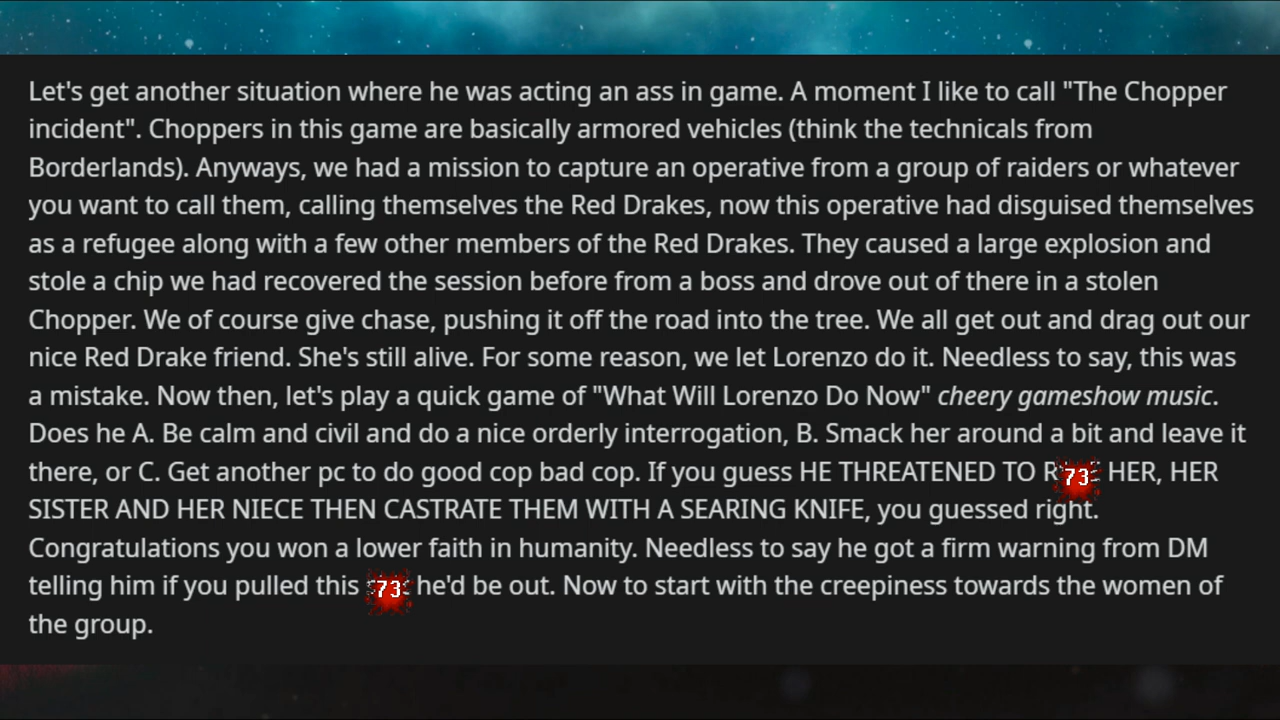 Let's get another situation where he was acting an ass in game. A moment I like to call "The Chopper
incident". Choppers in this game are basically armored vehicles (think the technicals from
Borderlands). Anyways, we had a mission to capture an operative from a group of raiders or whatever
you want to call them, calling themselves the Red Drakes, now this operative had disguised themselves
as a refugee along with a few other members of the Red Drakes. They caused a large explosion and
stole a chip we had recovered the session before from a boss and drove out of there in a stolen
Chopper. We of course give chase, pushing it off the road into the tree. We all get out and drag out our
nice Red Drake friend. She's still alive. For some reason, we let Lorenzo do it. Needless to say, this was
a mistake. Now then, let's play a quick game of "What Will Lorenzo Do Now" cheery gameshow music.
Does he A. Be calm and civil and do a nice orderly interrogation, B. Smack her around a bit and leave it
there, or C. Get another pc to do good cop bad cop. If you guess HE THREATENED TO R 73 HER, HER
SISTER AND HER NIECE THEN CASTRATE THEM WITH A SEARING KNIFE, you guessed right.
Congratulations you won a lower faith in humanity. Needless to say he got a firm warning from DM
telling him if you pulled this 73 he'd be out. Now to start with the creepiness towards the women of
the group.